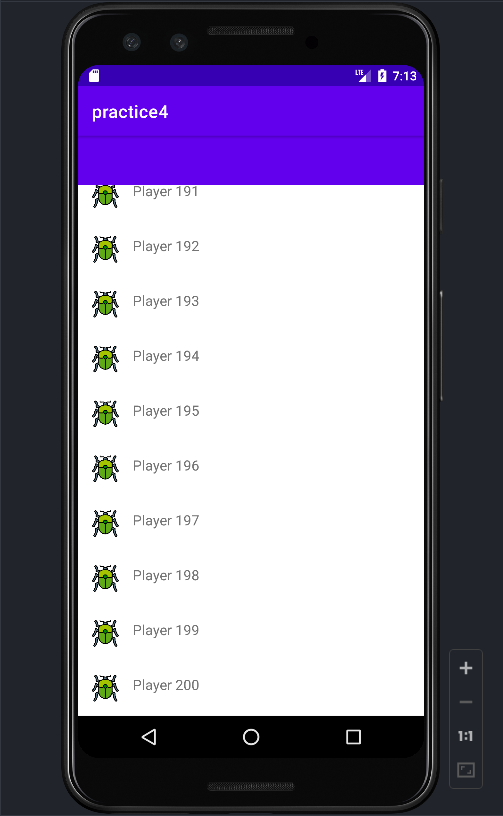 LTE 7:13
practice4
Player 191
Player 192
Player 193
Player 194
Player 195
Player 196
Player 197
Player 198
Player 199
Player 200
1:1